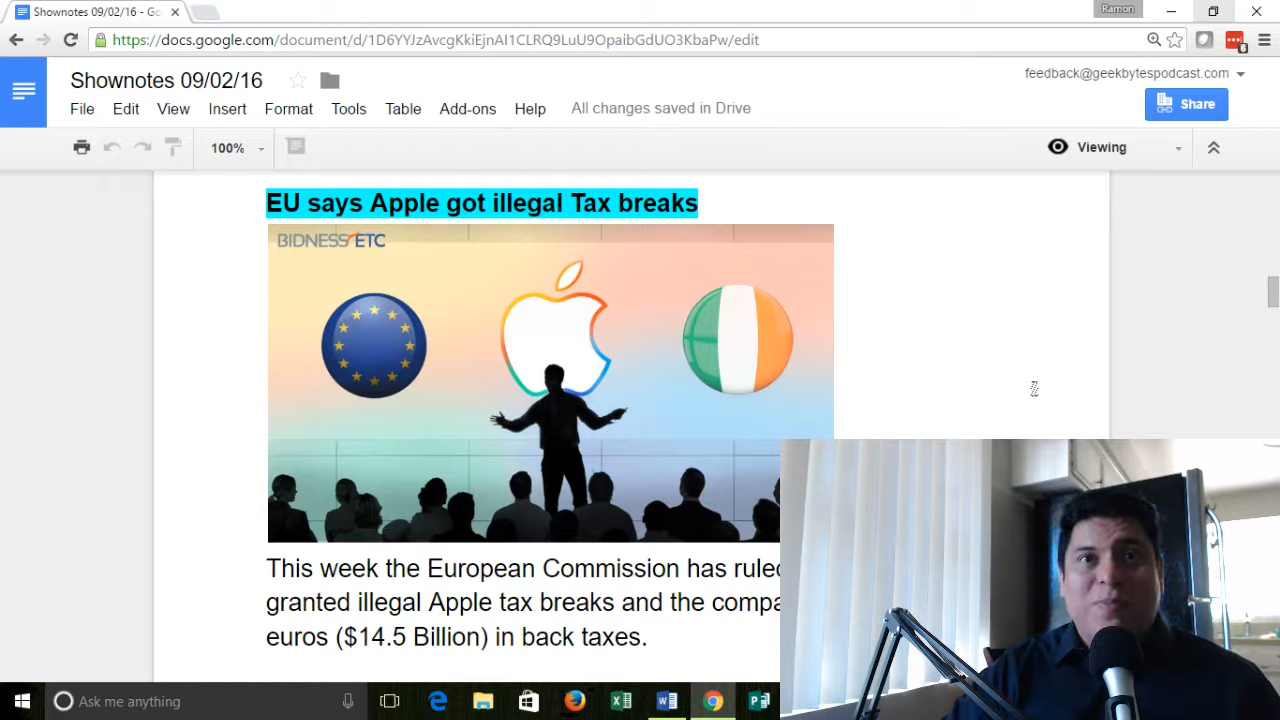 Shownotes 09/02/16 - Go
Ramon
https://docs.google.com/document/d/1D6YYJzAvcgKkiEjnAI1CLRQ9LuU9OpaibGdUO3KbaPw/edit
Shownotes 09/02/16
feedback@geekbytespodcast.com
File Edit View Insert Format Tools Table Add-ons Help All changes saved in Drive
Share
100%
Viewing
EU says Apple got illegal Tax breaks
BIDNESS ETC
This week the European Commission has ruled
granted illegal Apple tax breaks and the compa
euros ($14.5 Billion) in back taxes.
Ask me anything